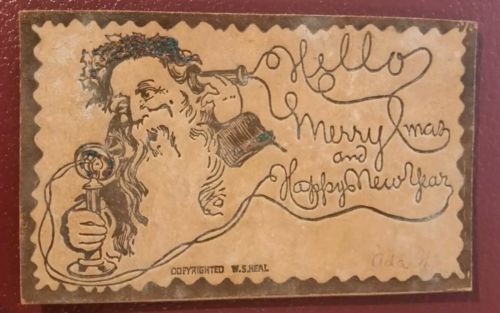 Hello
Merry Xmas
and
Happy New Year
COPYRIGHTED W.S. HEAL